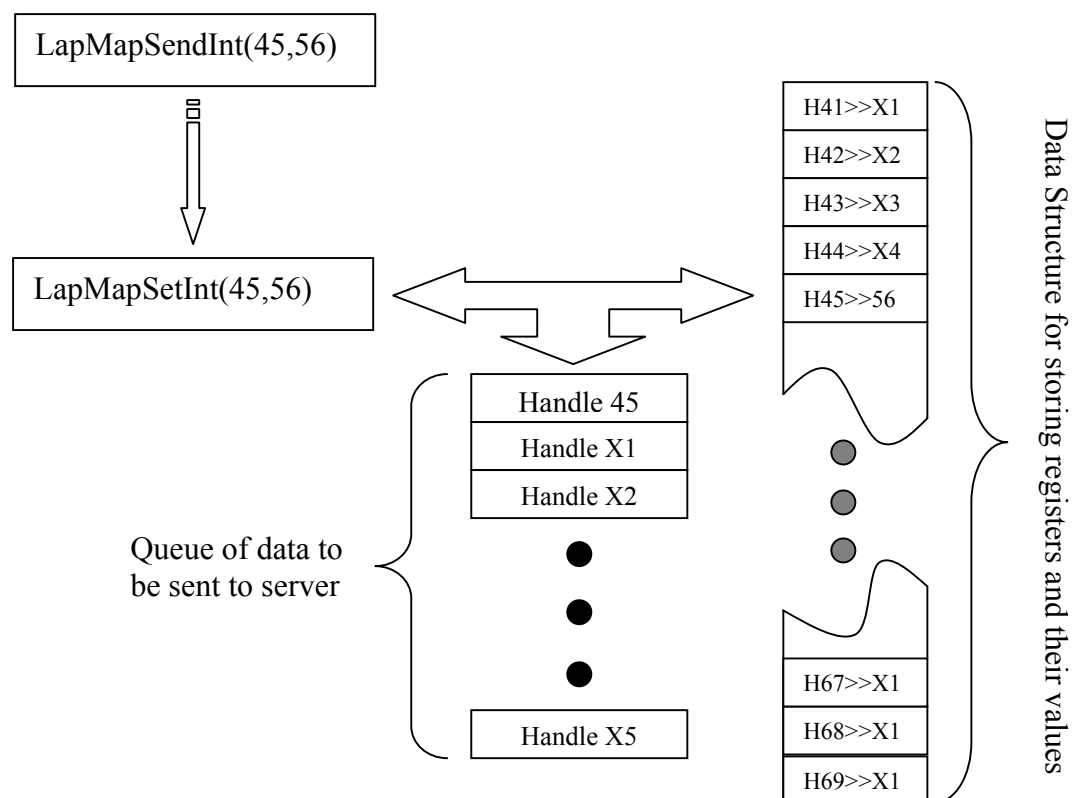 LapMapSendInt(45,56)
LapMapSetInt(45,56)
Handle 45
Handle X1
Handle X2
Handle X5
Queue of data to
be sent to server
H41>>X1
H42>>X2
H43>>X3
H44>>X4
H45>>56
H67>>X1
H68>>X1
H69>>X1
Data Structure for storing registers and their values